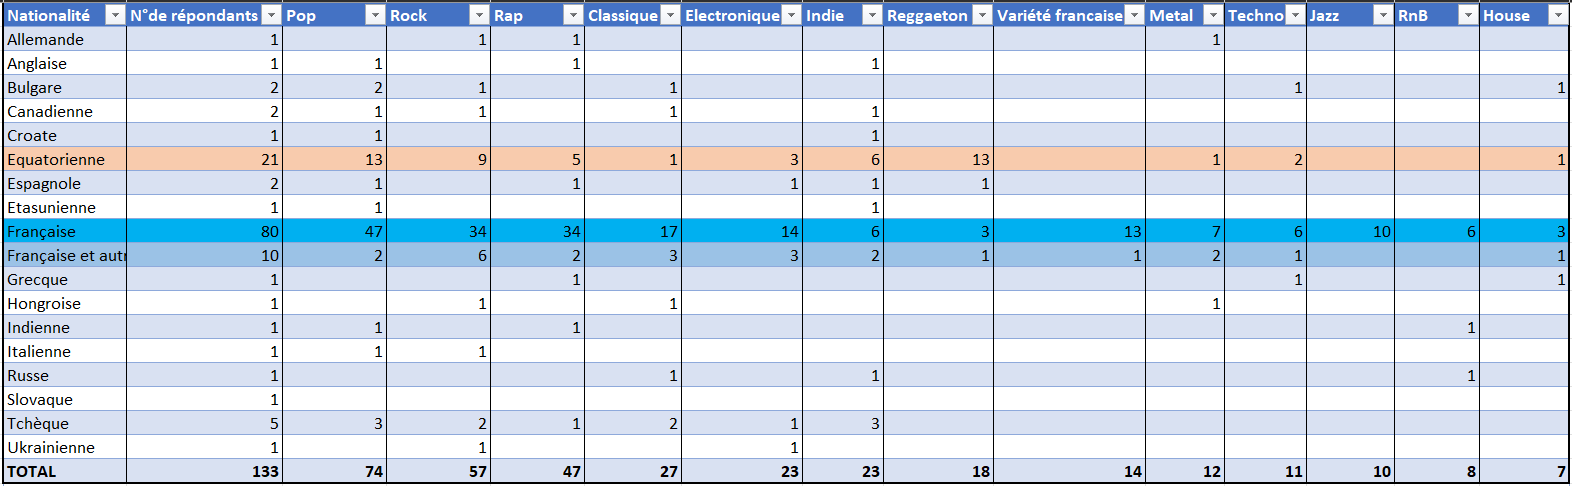 Nationalité N°de répondants Pop Rock Rap Classique Electronique Indie Reggaeton Variété francaise Metal Techno Jazz RnB House
Allemande 1 1 1 1
Anglaise 1 1 1 1
Bulgare 2 2 1 1 1 1
Canadienne 2 1 1 1 1
Croate 1 1 1
Equatorienne 21 13 9 5 1 3 6 13 1 2 1
Espagnole 2 1 1 1 1 1
Etasunienne 1 1 1
Française 80 47 34 34 17 14 6 3 13 7 6 10 6 3
Française et autr 10 2 6 2 3 3 2 1 1 2 1 1
Grecque 1 1 1 1
Hongroise 1 1 1 1
Indienne 1 1 1 1
Italienne 1 1 1
Russe 1 1 1 1
Slovaque 1
Tchèque 5 3 2 1 2 1 3
Ukrainienne 1 1 1
TOTAL 133 74 57 47 27 23 23 18 14 12 11 10 8 7